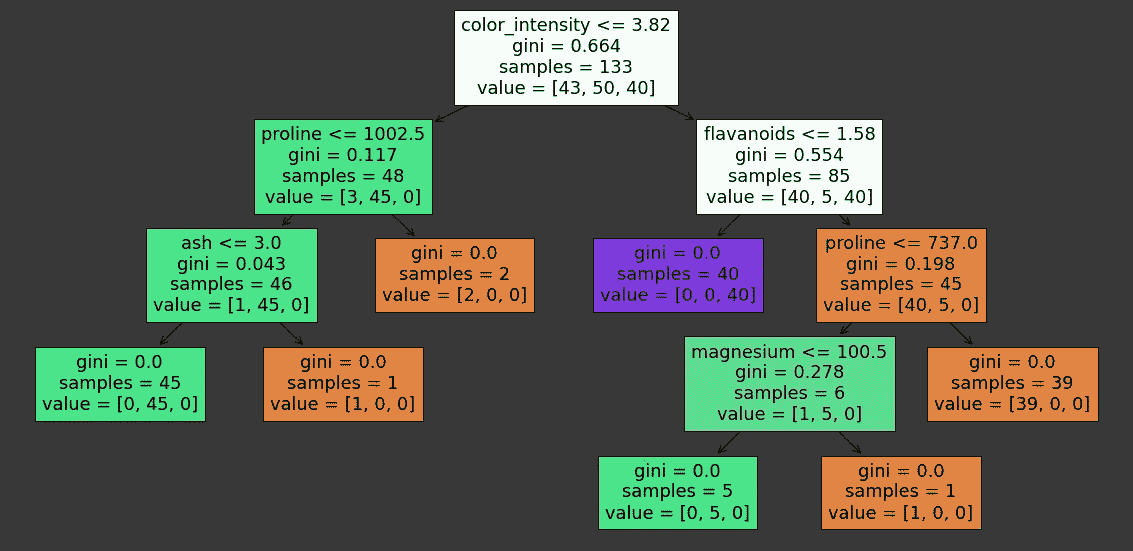 color_intensity <= 3.82
gini = 0.664
samples = 133
value = [43, 50, 40]
proline <= 1002.5
gini = 0.117
samples = 48
value = [3, 45, 0]
flavanoids <= 1.58
gini = 0.554
samples = 85
value = [40, 5, 40]
ash <= 3.0
gini = 0.043
samples = 46
value = [1, 45, 0]
gini = 0.0
samples = 2
value = [2, 0, 0]
gini = 0.0
samples = 40
value = [0, 0, 40]
proline <= 737.0
gini = 0.198
samples = 45
value = [40, 5, 0]
gini = 0.0
samples = 45
value = [0, 45, 0]
gini = 0.0
samples = 1
value = [1, 0, 0]
magnesium <= 100.5
gini = 0.278
samples = 6
value = [1, 5, 0]
gini = 0.0
samples = 39
value = [39, 0, 0]
gini = 0.0
samples = 5
value = [0, 5, 0]
gini = 0.0
samples = 1
value = [1, 0, 0]